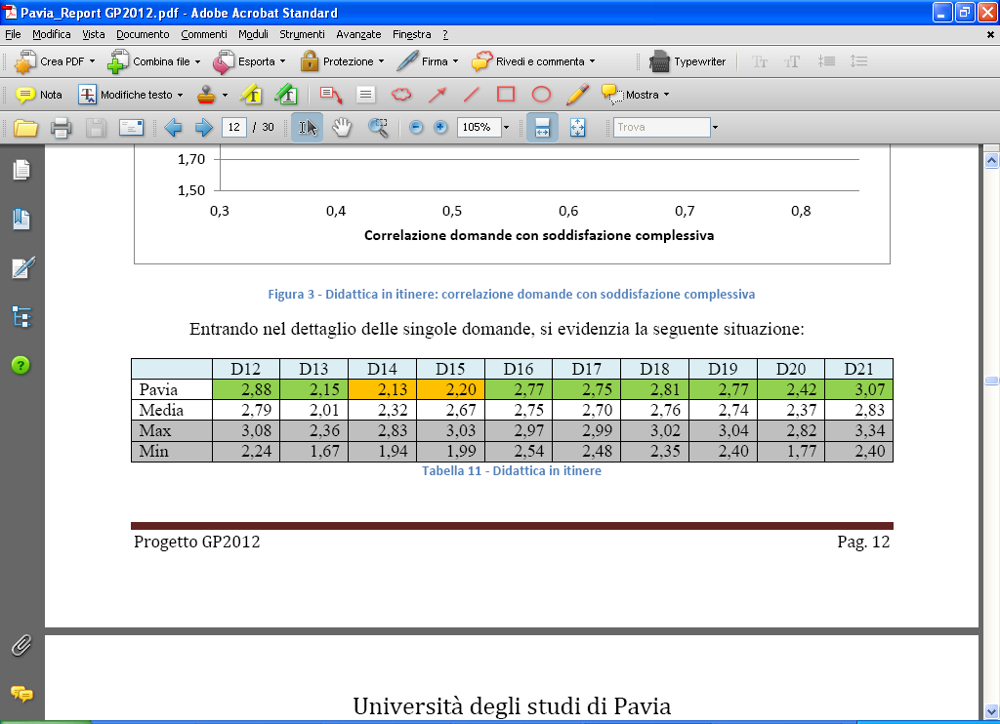 Pavia_Report GP2012.pdf - Adobe Acrobat Standard
File Modifica Vista Documento Commenti Moduli Strumenti Avanzate Finestra ?
Crea PDF Combina file Esporta Protezione Firma Rivedi e commenta Typewriter Tr TT
Nota Modifiche testo Mostra
12 / 30 105% Trova
1,70
1,50
0,3 0,4 0,5 0,6 0,7 0,8
Correlazione domande con soddisfazione complessiva
Figura 3 - Didattica in itinere: correlazione domande con soddisfazione complessiva
Entrando nel dettaglio delle singole domande, si evidenzia la seguente situazione:
D12 D13 D14 D15 D16 D17 D18 D19 D20 D21
Pavia 2,88 2,15 2,13 2,20 2,77 2,75 2,81 2,77 2,42 3,07
Media 2,79 2,01 2,32 2,67 2,75 2,70 2,76 2,74 2,37 2,83
Max 3,08 2,36 2,83 3,03 2,97 2,99 3,02 3,04 2,82 3,34
Min 2,24 1,67 1,94 1,99 2,54 2,48 2,35 2,40 1,77 2,40
Tabella 11 - Didattica in itinere
Progetto GP2012 Pag. 12
Università degli studi di Pavia